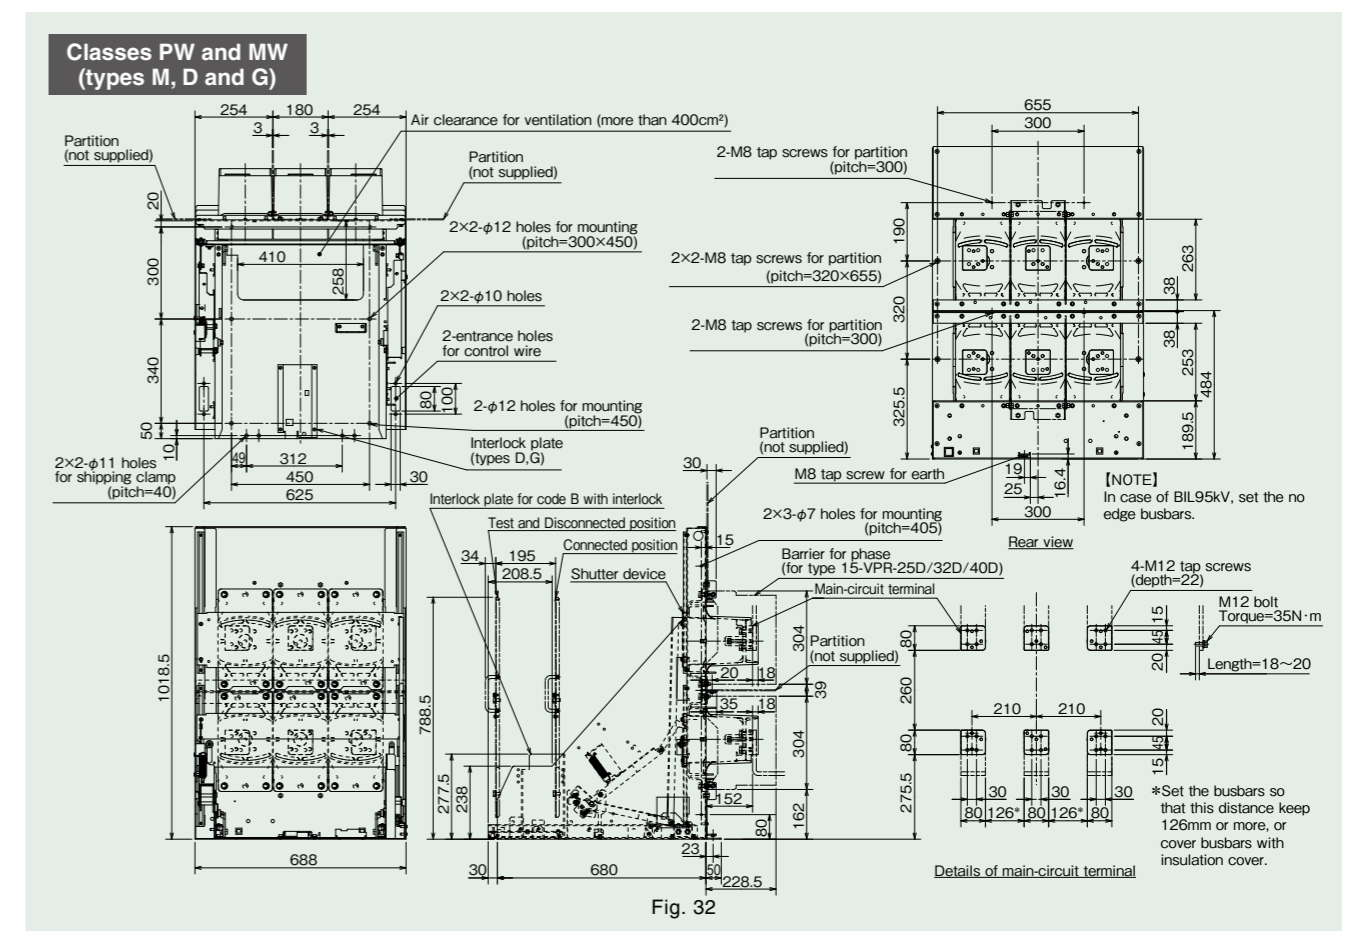 Classes PW and MW
(types M, D and G)
254
180
254
3
3
Air clearance for ventilation (more than 400cm²)
Partition
(not supplied)
Partition
(not supplied)
20
2×2-φ12 holes for mounting
(pitch=300×450)
410
258
300
2×2-φ10 holes
2-entrance holes
for control wire
340
80
100
2-φ12 holes for mounting
(pitch=450)
50
10
49
312
Interlock plate
(types D,G)
2×2-φ11 holes
for shipping clamp
(pitch=40)
450
30
625
655
300
2-M8 tap screws for partition
(pitch=300)
190
2×2-M8 tap screws for partition
(pitch=320×655)
263
38
320
2-M8 tap screws for partition
(pitch=300)
38
253
484
325.5
189.5
M8 tap screw for earth
19
25
16.4
300
Rear view
【NOTE】
In case of BIL95kV, set the no
edge busbars.
1018.5
688
Interlock plate for code B with interlock
Test and Disconnected position
Connected position
Shutter device
34
195
208.5
Partition
(not supplied)
30
2×3-φ7 holes for mounting
(pitch=405)
15
Barrier for phase
(for type 15-VPR-25D/32D/40D)
Main-circuit terminal
304
Partition
(not supplied)
20
18
39
35
18
788.5
304
277.5
238
152
162
80
23
30
680
50
228.5
4-M12 tap screws
(depth=22)
M12 bolt
Torque=35N·m
80
15
45
20
Length=18~20
260
210
210
80
20
45
15
275.5
30
30
30
80
126*
80
126*
80
*Set the busbars so
that this distance keep
126mm or more, or
cover busbars with
insulation cover.
Details of main-circuit terminal
Fig. 32